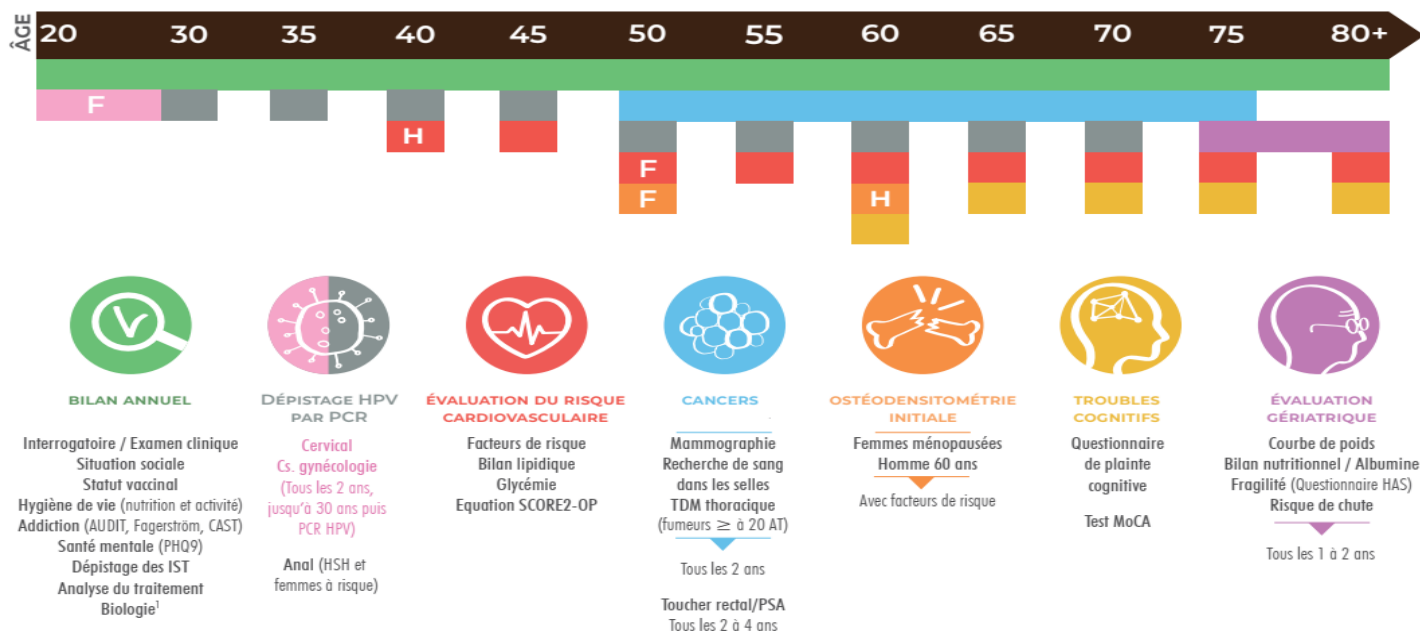 ÂGE
20 30 35 40 45 50 55 60 65 70 75 80+
F
H
F
F H
BILAN ANNUEL
Interrogatoire / Examen clinique
Situation sociale
Statut vaccinal
Hygiène de vie (nutrition et activité)
Addiction (AUDIT, Fagerström, CAST)
Santé mentale (PHQ9)
Dépistage des IST
Analyse du traitement
Biologie¹
DÉPISTAGE HPV
PAR PCR
Cervical
Cs. gynécologie
(Tous les 2 ans,
jusqu'à 30 ans puis
PCR HPV)
Anal (HSH et
femmes à risque)
ÉVALUATION DU RISQUE
CARDIOVASCULAIRE
Facteurs de risque
Bilan lipidique
Glycémie
Equation SCORE2-OP
CANCERS
Mammographie
Recherche de sang
dans les selles
TDM thoracique
(fumeurs ≥ à 20 AT)
Tous les 2 ans
Toucher rectal/PSA
Tous les 2 à 4 ans
OSTÉODENSITOMÉTRIE
INITIALE
Femmes ménopausées
Homme 60 ans
Avec facteurs de risque
TROUBLES
COGNITIFS
Questionnaire
de plainte
cognitive
Test MoCA
ÉVALUATION
GÉRIATRIQUE
Courbe de poids
Bilan nutritionnel / Albumine
Fragilité (Questionnaire HAS)
Risque de chute
Tous les 1 à 2 ans